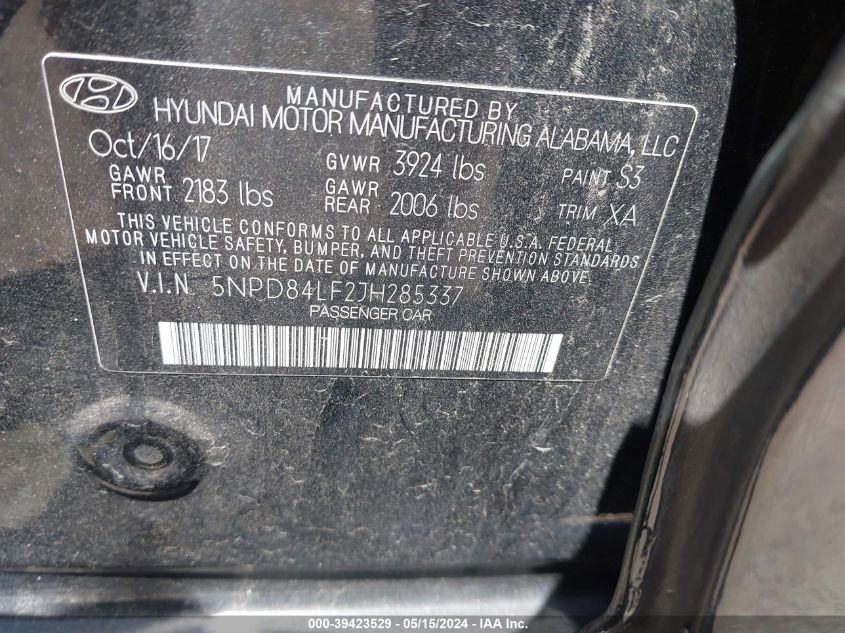 MANUFACTURED BY
HYUNDAI MOTOR MANUFACTURING ALABAMA, LLC
Oct/16/17 GVWR 3924 lbs PAINT S3
GAWR FRONT 2183 lbs GAWR REAR 2006 lbs TRIM XA
THIS VEHICLE CONFORMS TO ALL APPLICABLE U.S.A. FEDERAL
MOTOR VEHICLE SAFETY, BUMPER, AND THEFT PREVENTION STANDARDS
IN EFFECT ON THE DATE OF MANUFACTURE SHOWN ABOVE.
V.I.N. 5NPD84LF2JH285337
PASSENGER CAR
000-39423529 - 05/15/2024 - IAA Inc.